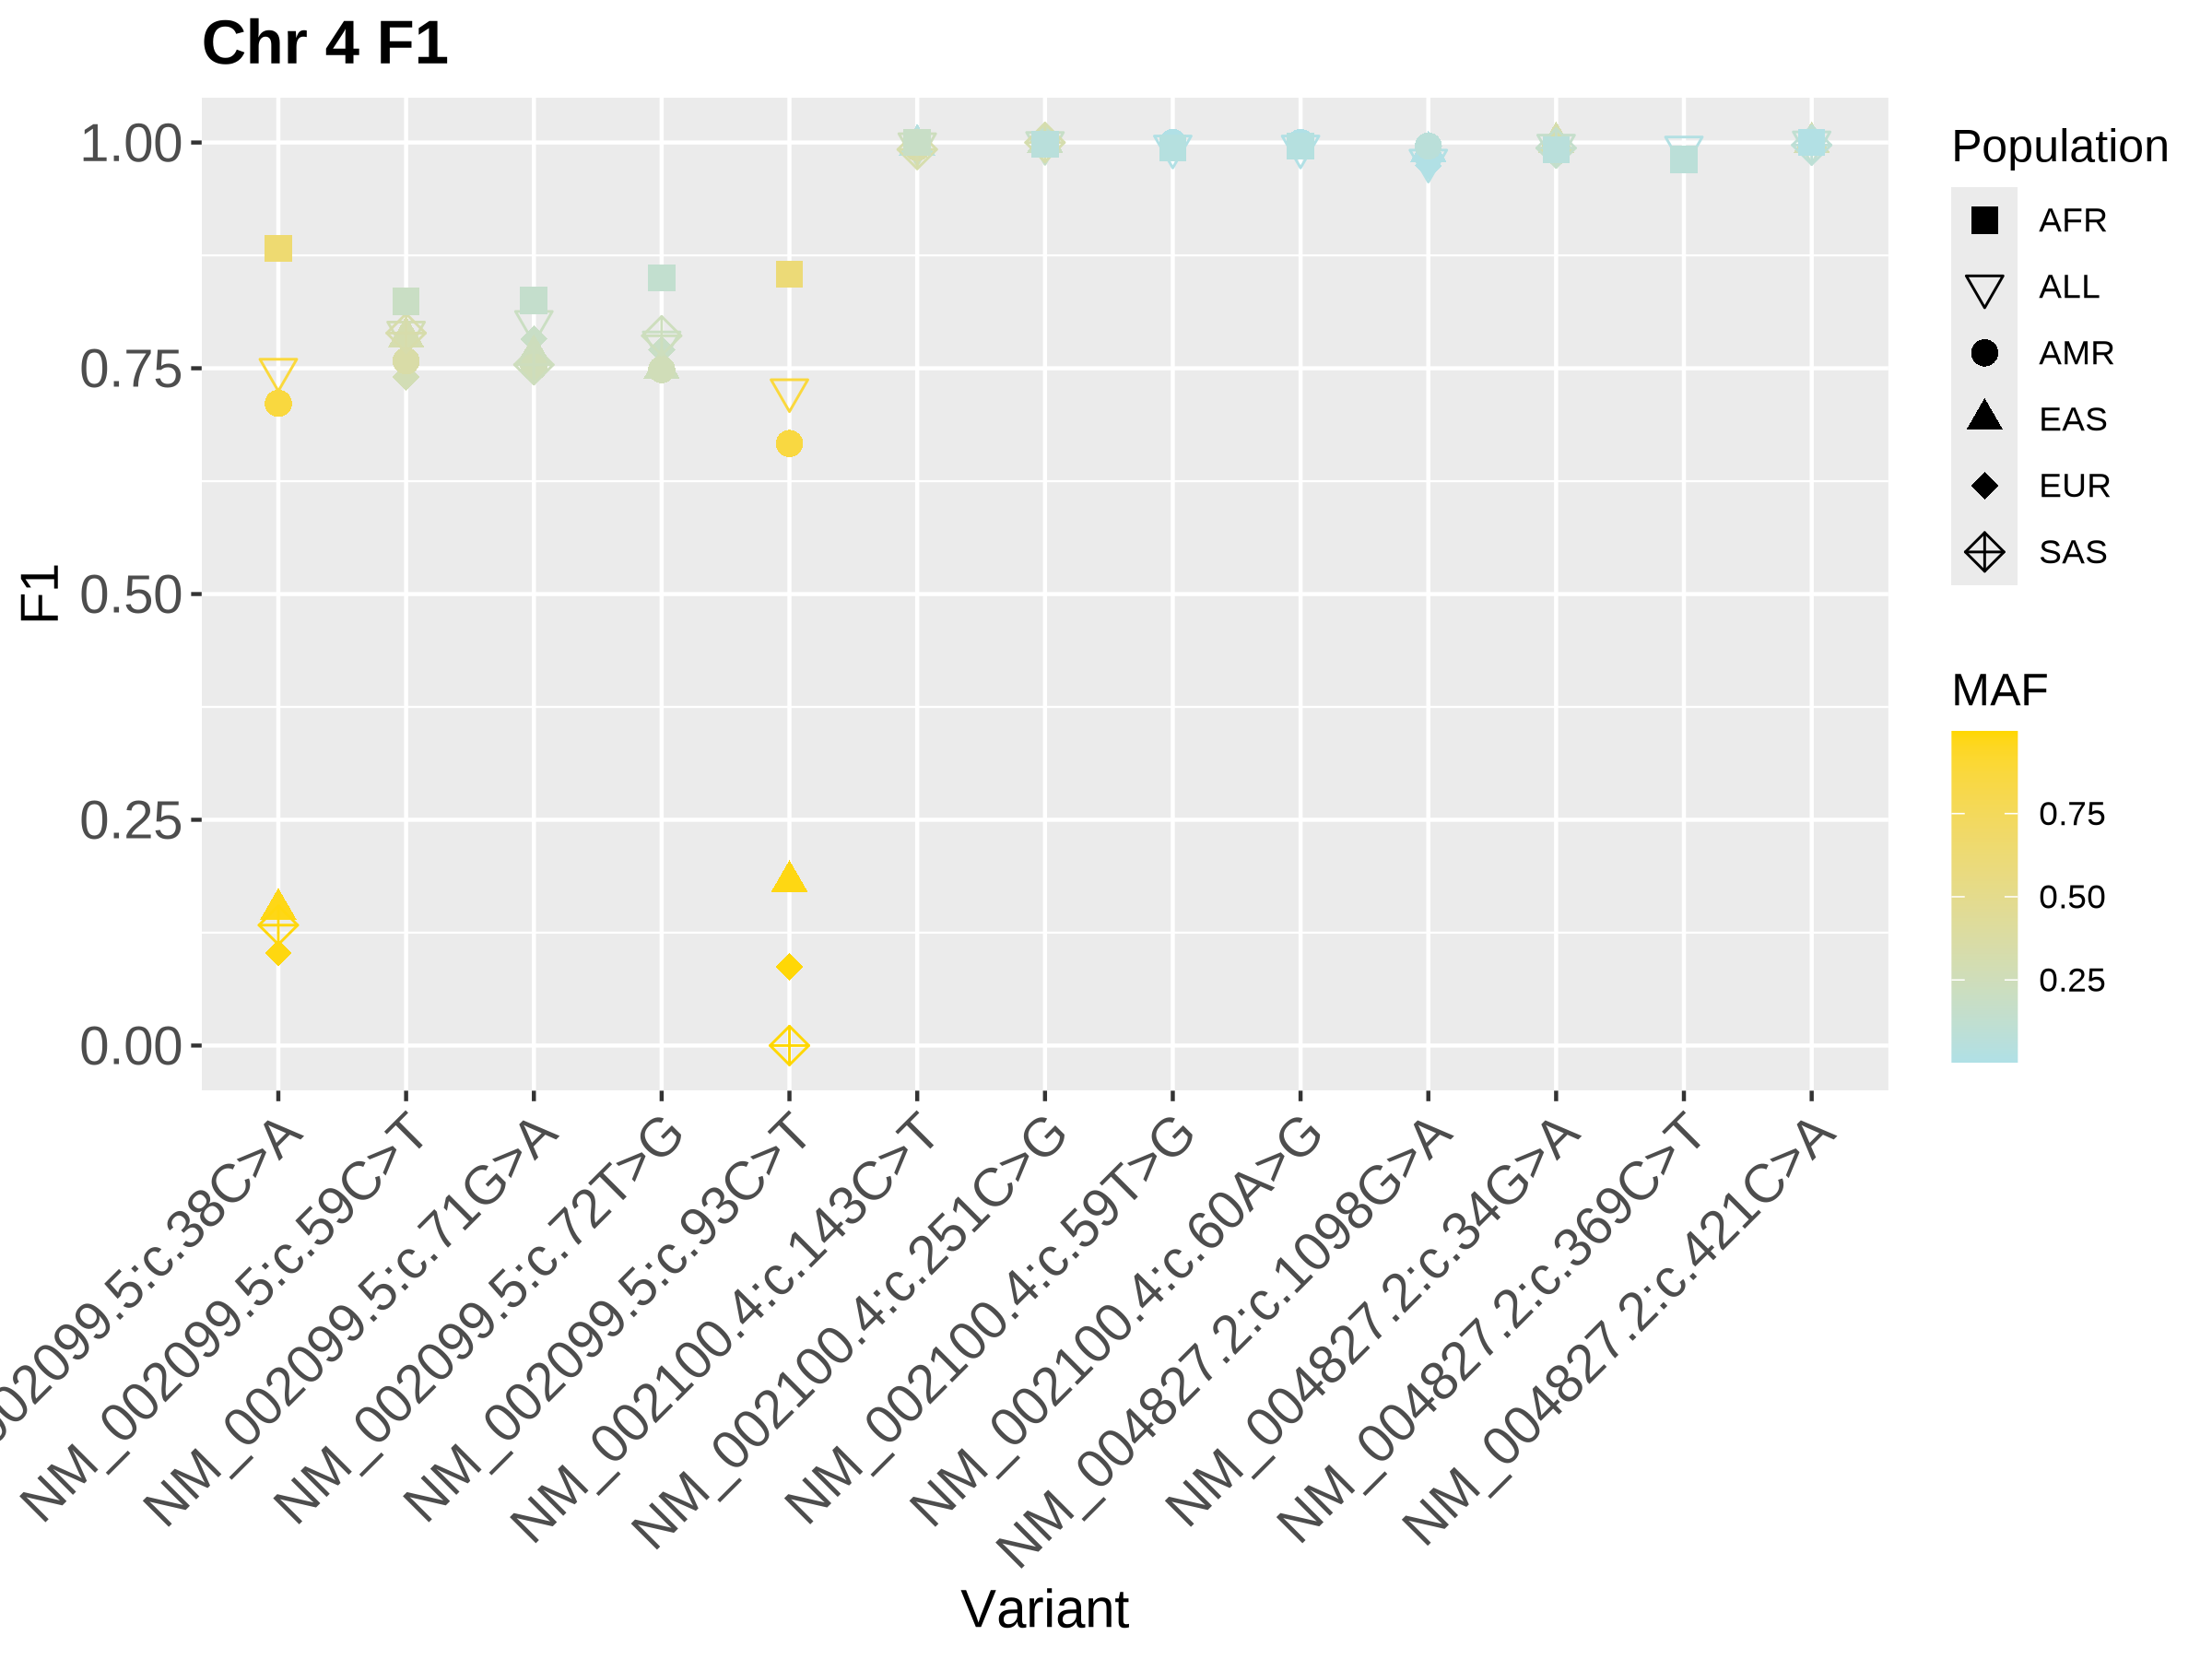 Chr 4 F1
1.00
0.75
0.50
0.25
0.00
F1
002099.5:c.38C>A
NM_002099.5:c.59C>T
NM_002099.5:c.71G>A
NM_002099.5:c.72T>G
NM_002099.5:c.93C>T
NM_002100.4:c.143C>T
NM_002100.4:c.251C>G
NM_002100.4:c.59T>G
NM_002100.4:c.60A>G
NM_004827.2:c.1098G>A
NM_004827.2:c.34G>A
NM_004827.2:c.369C>T
NM_004827.2:c.421C>A
Variant
Population
AFR
ALL
AMR
EAS
EUR
SAS
MAF
0.75
0.50
0.25